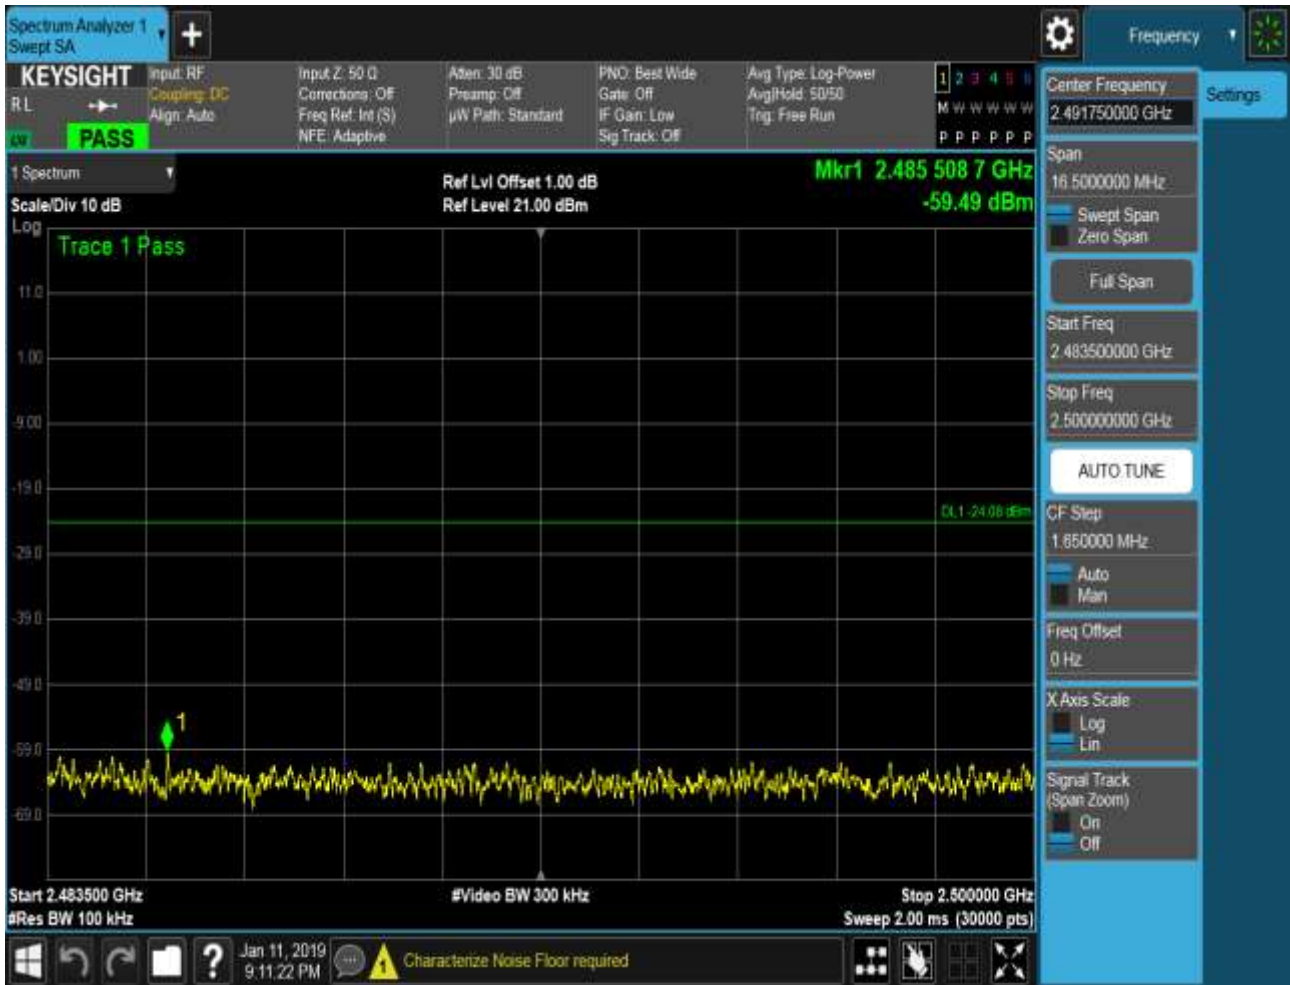 Spectrum Analyzer 1
Swept SA
Frequency
KEYSIGHT
RL
PASS
Input: RF
Coupling: DC
Align: Auto
Input Z: 50 Ω
Corrections: Off
Freq Ref: Int (S)
NFE: Adaptive
Atten: 30 dB
Preamp: Off
µW Path: Standard
PNO: Best Wide
Gate: Off
IF Gain: Low
Sig Track: Off
Avg Type: Log-Power
Avg|Hold: 50/50
Trig: Free Run
1 2 3 4 5 6
M W W W W W
P P P P P P
Settings
Center Frequency
2.491750000 GHz
Span
16.5000000 MHz
Swept Span
Zero Span
Full Span
Start Freq
2.483500000 GHz
Stop Freq
2.500000000 GHz
AUTO TUNE
CF Step
1.650000 MHz
Auto
Man
Freq Offset
0 Hz
X Axis Scale
Log
Lin
Signal Track
(Span Zoom)
On
Off
1 Spectrum
Scale/Div 10 dB
Ref Lvl Offset 1.00 dB
Ref Level 21.00 dBm
Mkr1 2.485 508 7 GHz
-59.49 dBm
Log
Trace 1 Pass
11.0
1.00
-9.00
-19.0
DL1 -24.08 dBm
-29.0
-39.0
-49.0
1
-59.0
-69.0
Start 2.483500 GHz
#Video BW 300 kHz
Stop 2.500000 GHz
#Res BW 100 kHz
Sweep 2.00 ms (30000 pts)
?
Jan 11, 2019
9:11:22 PM
1
Characterize Noise Floor required